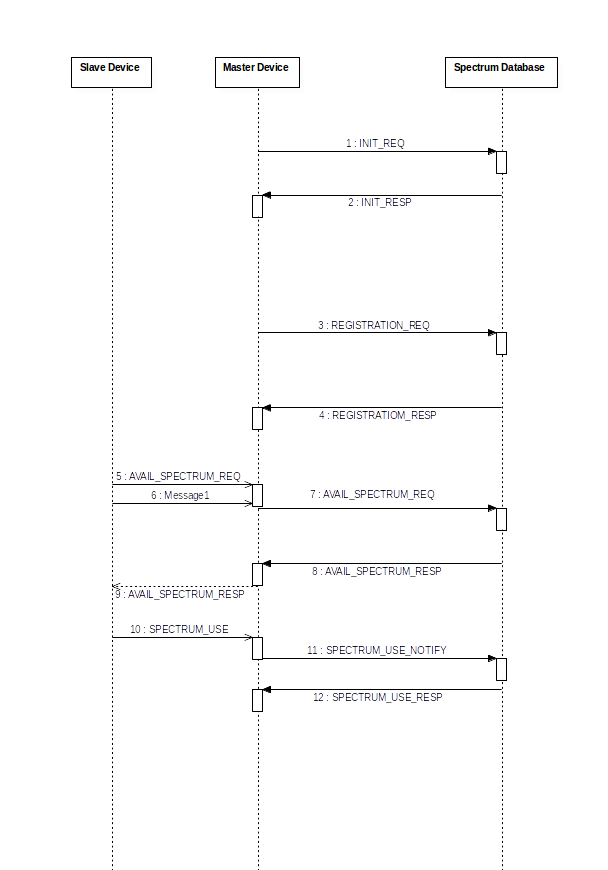 Slave Device
Master Device
Spectrum Database
1 : INIT_REQ
2 : INIT_RESP
3 : REGISTRATION_REQ
4 : REGISTRATIOM_RESP
5 : AVAIL_SPECTRUM_REQ
6 : Message1
7 : AVAIL_SPECTRUM_REQ
8 : AVAIL_SPECTRUM_RESP
9 : AVAIL_SPECTRUM_RESP
10 : SPECTRUM_USE
11 : SPECTRUM_USE_NOTIFY
12 : SPECTRUM_USE_RESP